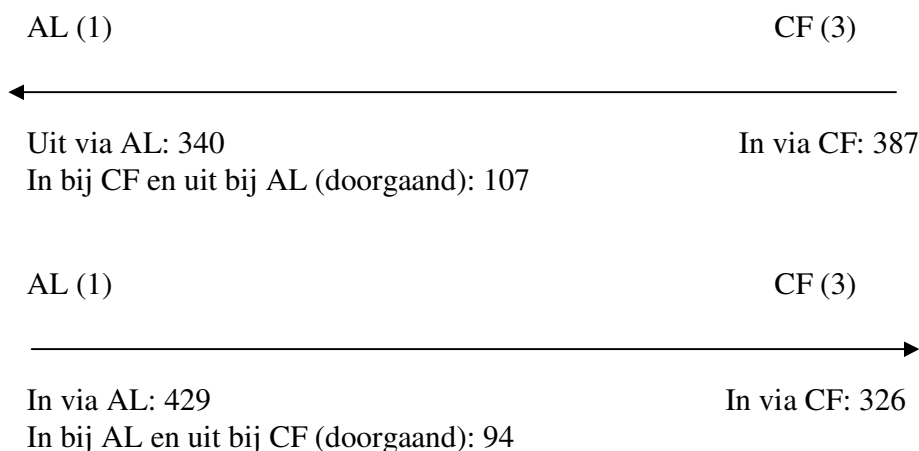 AL (1) CF (3)
Uit via AL: 340 In via CF: 387
In bij CF en uit bij AL (doorgaand): 107
AL (1) CF (3)
In via AL: 429 In via CF: 326
In bij AL en uit bij CF (doorgaand): 94